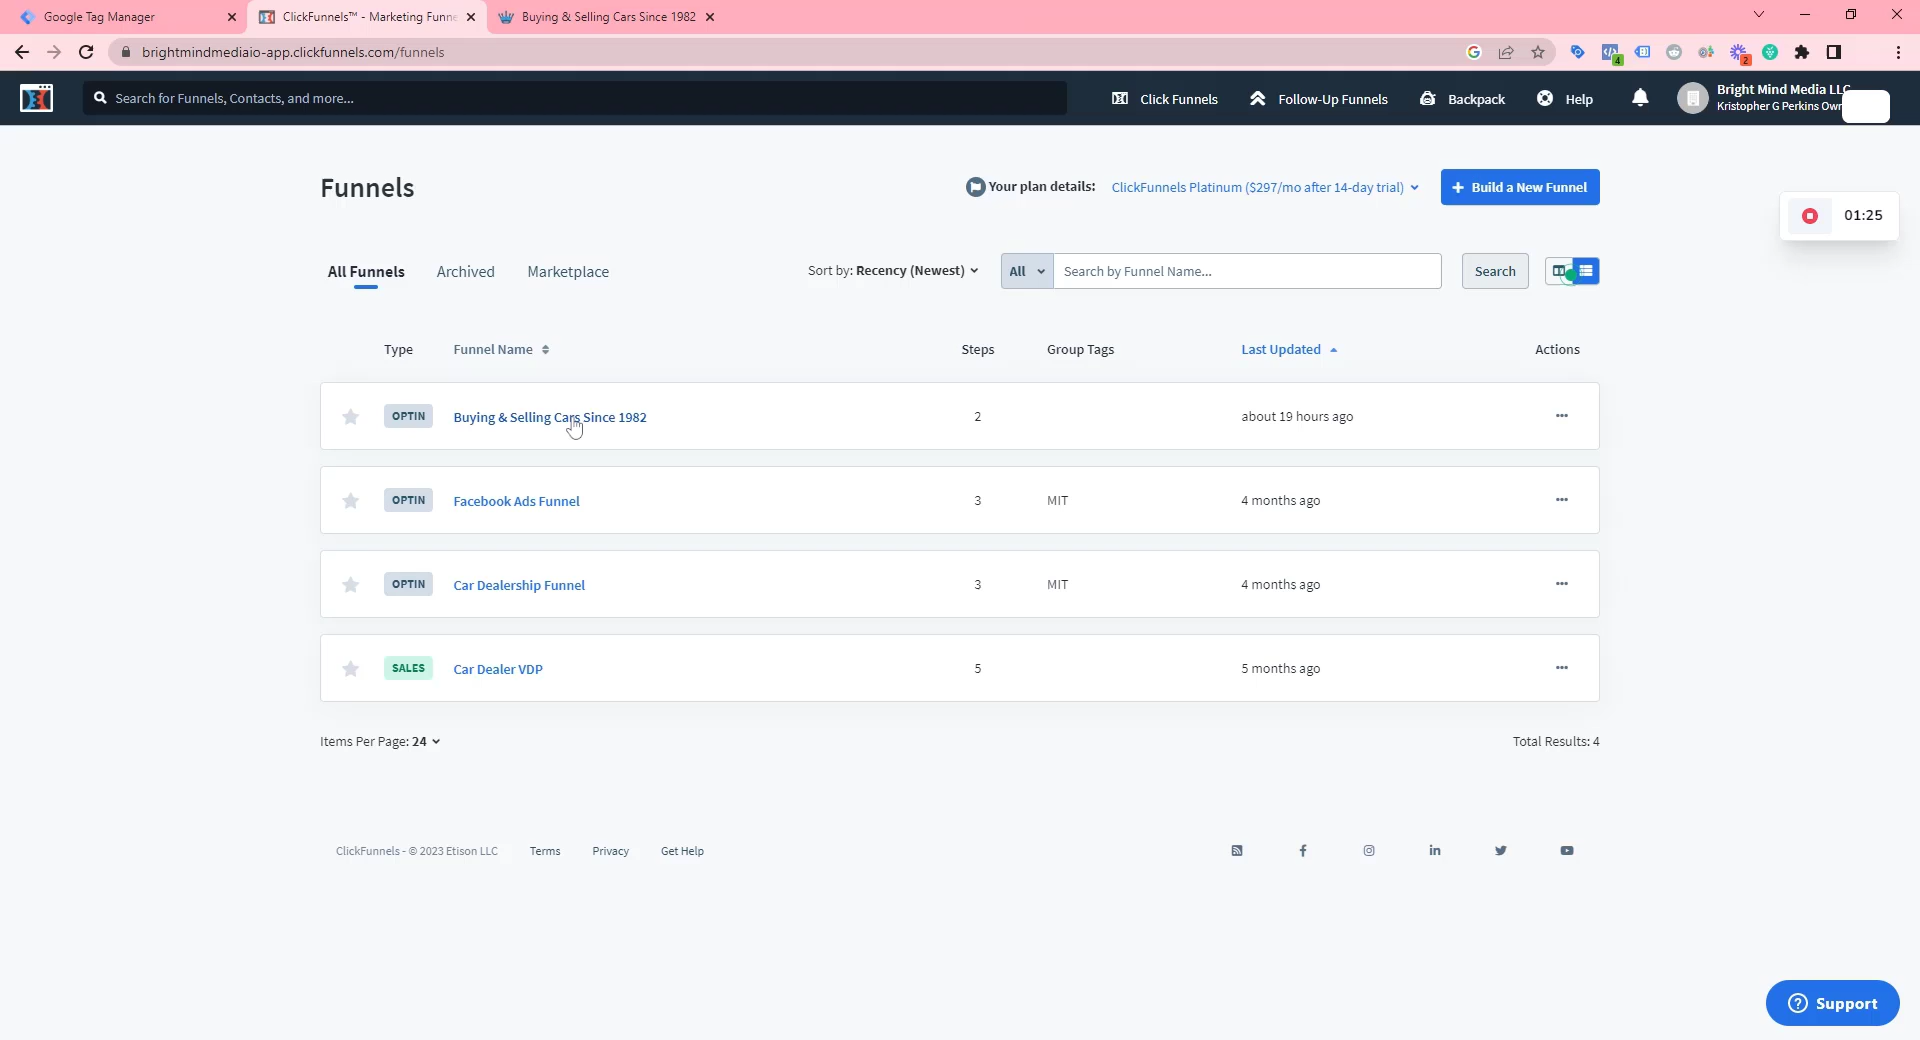 Google Tag Manager
ClickFunnels™ - Marketing Funne
Buying & Selling Cars Since 1982
brightmindmediaio-app.clickfunnels.com/funnels
4
2
Search for Funnels, Contacts, and more...
Click Funnels
Follow-Up Funnels
Backpack
Help
Bright Mind Media LLC
Kristopher G Perkins Own
Funnels
Your plan details: ClickFunnels Platinum ($297/mo after 14-day trial)
+ Build a New Funnel
01:25
All Funnels Archived Marketplace
Sort by: Recency (Newest)
All
Search by Funnel Name...
Search
Type Funnel Name Steps Group Tags Last Updated Actions
OPTIN Buying & Selling Cars Since 1982 2 about 19 hours ago ...
OPTIN Facebook Ads Funnel 3 MIT 4 months ago ...
OPTIN Car Dealership Funnel 3 MIT 4 months ago ...
SALES Car Dealer VDP 5 5 months ago ...
Items Per Page: 24
Total Results: 4
ClickFunnels - © 2023 Etison LLC Terms Privacy Get Help
Support